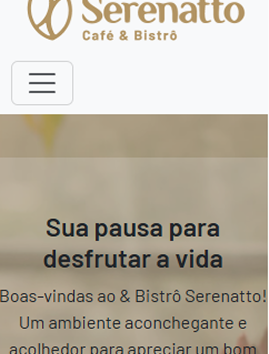 Serenatto
Café & Bistrô
Sua pausa para
desfrutar a vida
Boas-vindas ao & Bistrô Serenatto!
Um ambiente aconchegante e
acolhedor para apreciar um bom